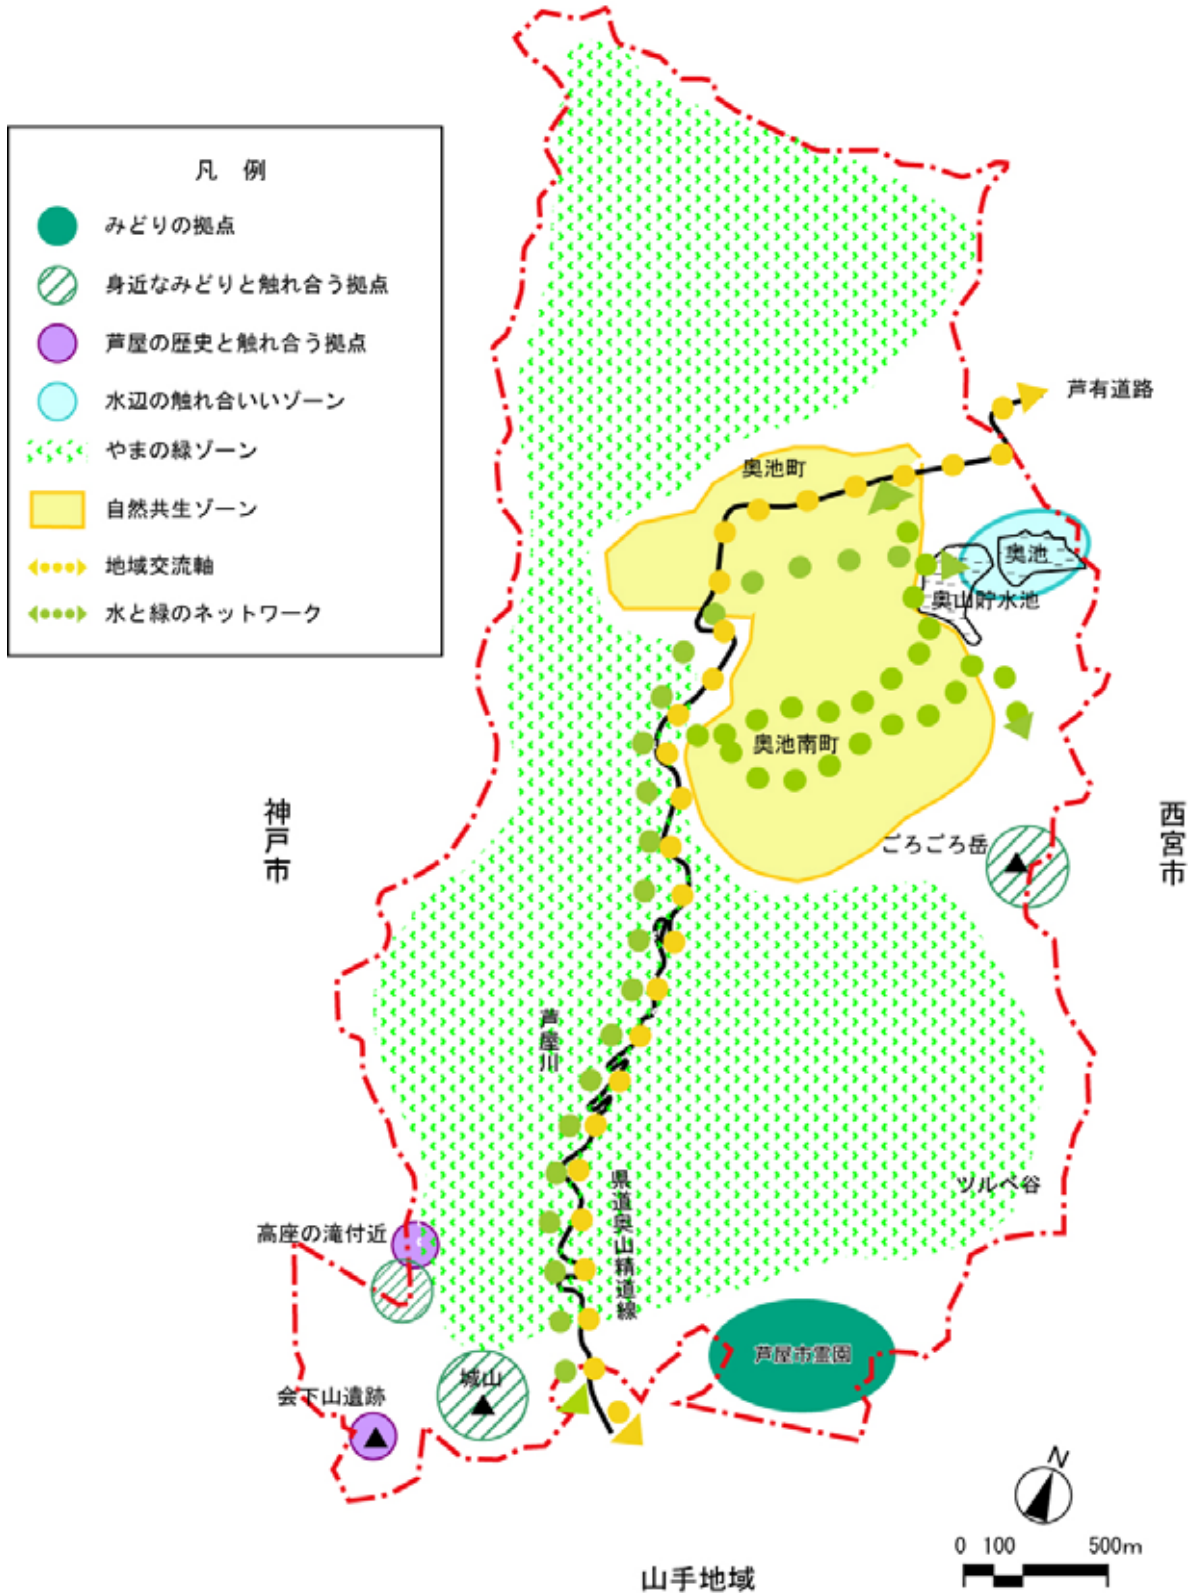 凡 例
みどりの拠点
身近なみどりと触れ合う拠点
芦屋の歴史と触れ合う拠点
水辺の触れ合いいゾーン
やまの緑ゾーン
自然共生ゾーン
地域交流軸
水と緑のネットワーク
芦有道路
奥池町
奥池
奥山貯水池
奥池南町
神戸市
西宮市
ごろごろ岳
芦屋川
県道奥山精道線
ツルベ谷
高座の滝付近
芦屋市霊園
城山
会下山遺跡
N
0 100 500m
山手地域